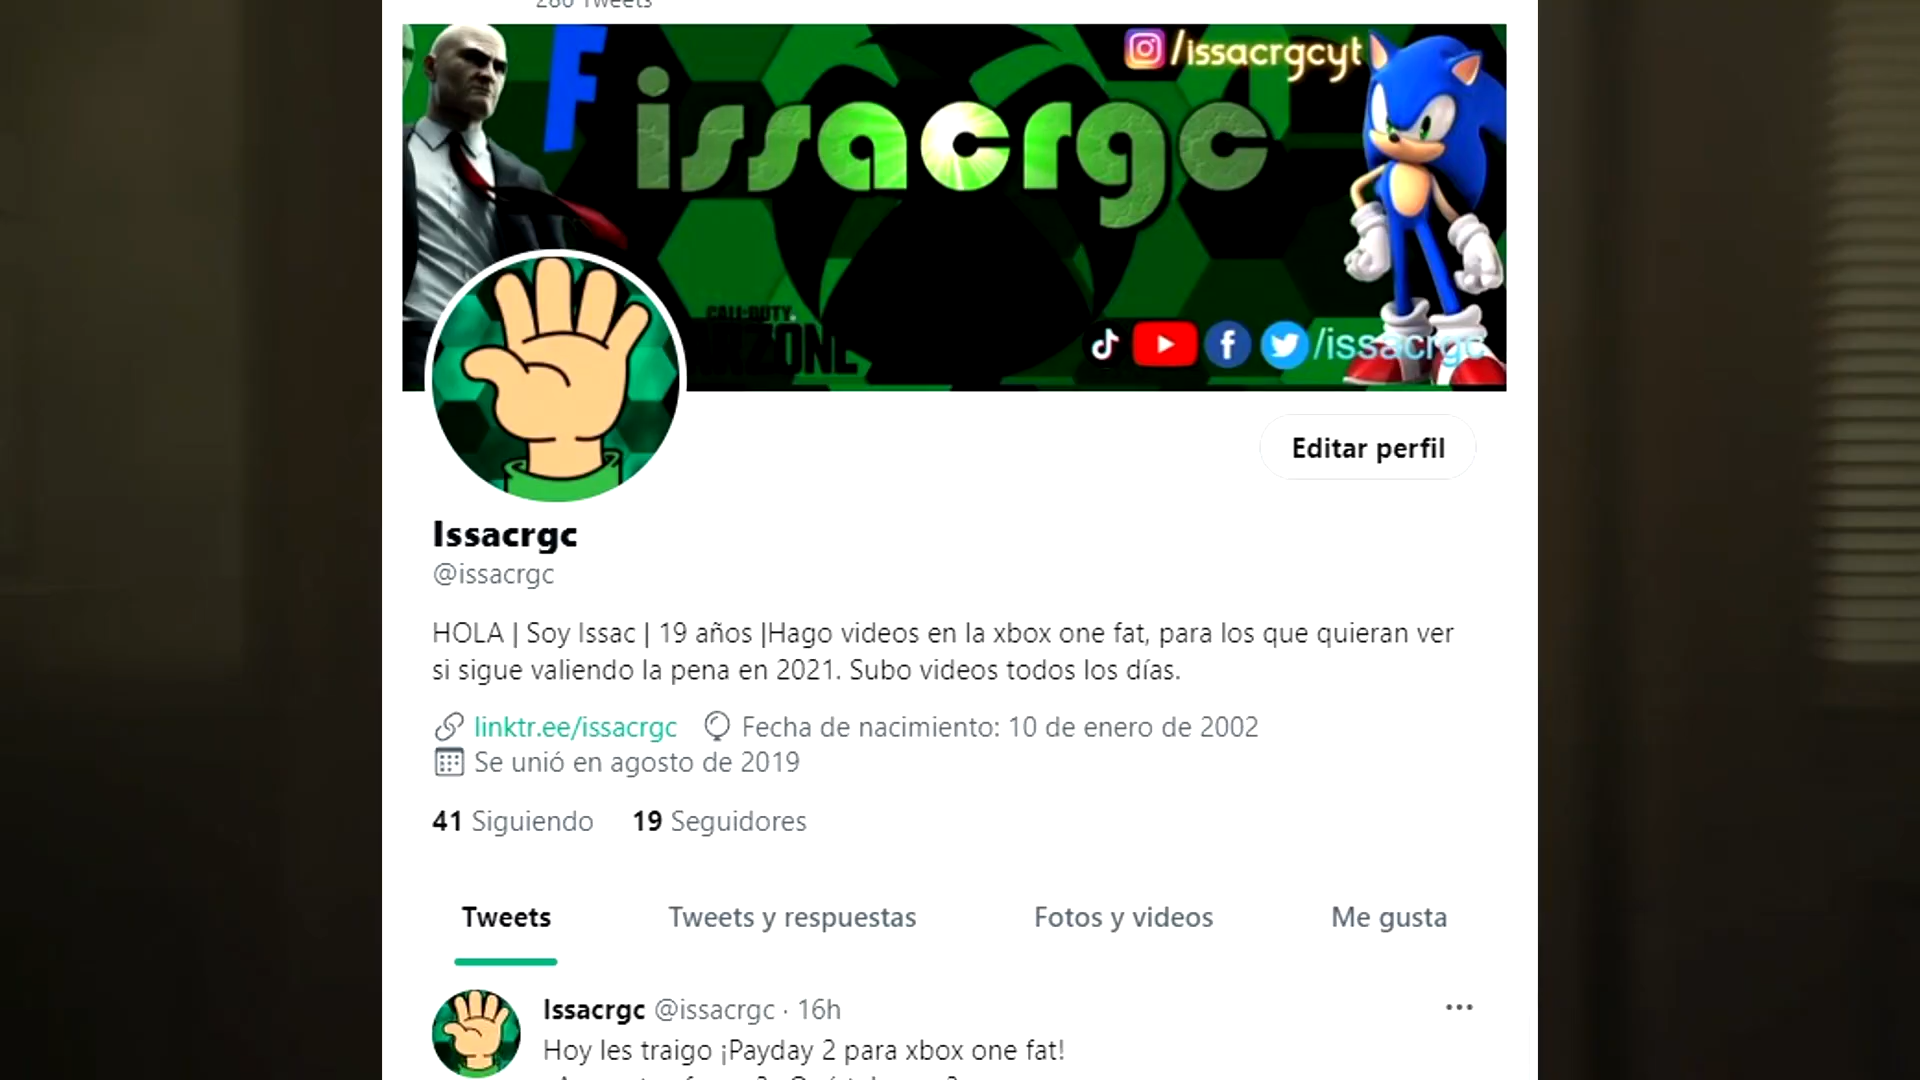 280 Tweets
/issacrgcyt
F
issacrgc
CALL OF DUTY
/issacrgc
Editar perfil
Issacrgc
@issacrgc
HOLA | Soy Issac | 19 años |Hago videos en la xbox one fat, para los que quieran ver
si sigue valiendo la pena en 2021. Subo videos todos los días.
linktr.ee/issacrgc Fecha de nacimiento: 10 de enero de 2002
Se unió en agosto de 2019
41 Siguiendo 19 Seguidores
Tweets Tweets y respuestas Fotos y videos Me gusta
Issacrgc @issacrgc · 16h
Hoy les traigo ¡Payday 2 para xbox one fat!